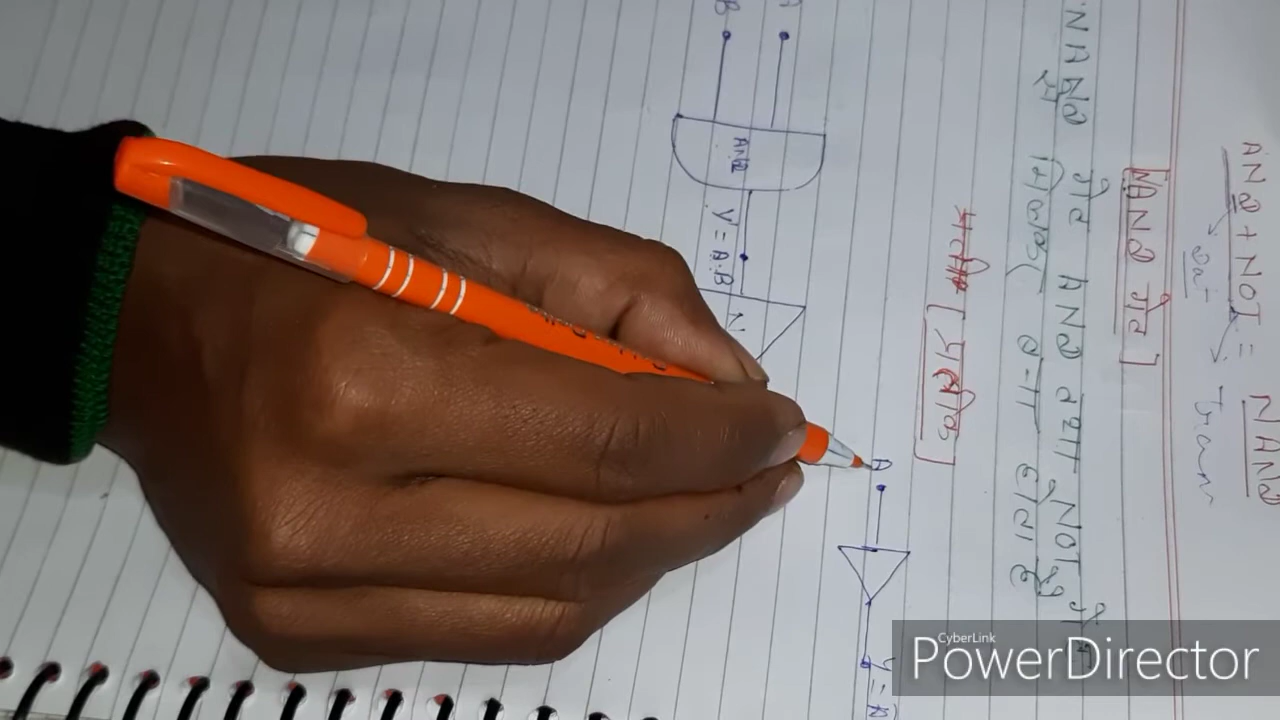 AND + NOT = NAND
[NAND गेट]
NAND गेट AND तथा NOT गेट
से मिलकर बना होता है
[प्रतीक]
A
B
AND
Y = A.B
N
A
CyberLink
PowerDirector